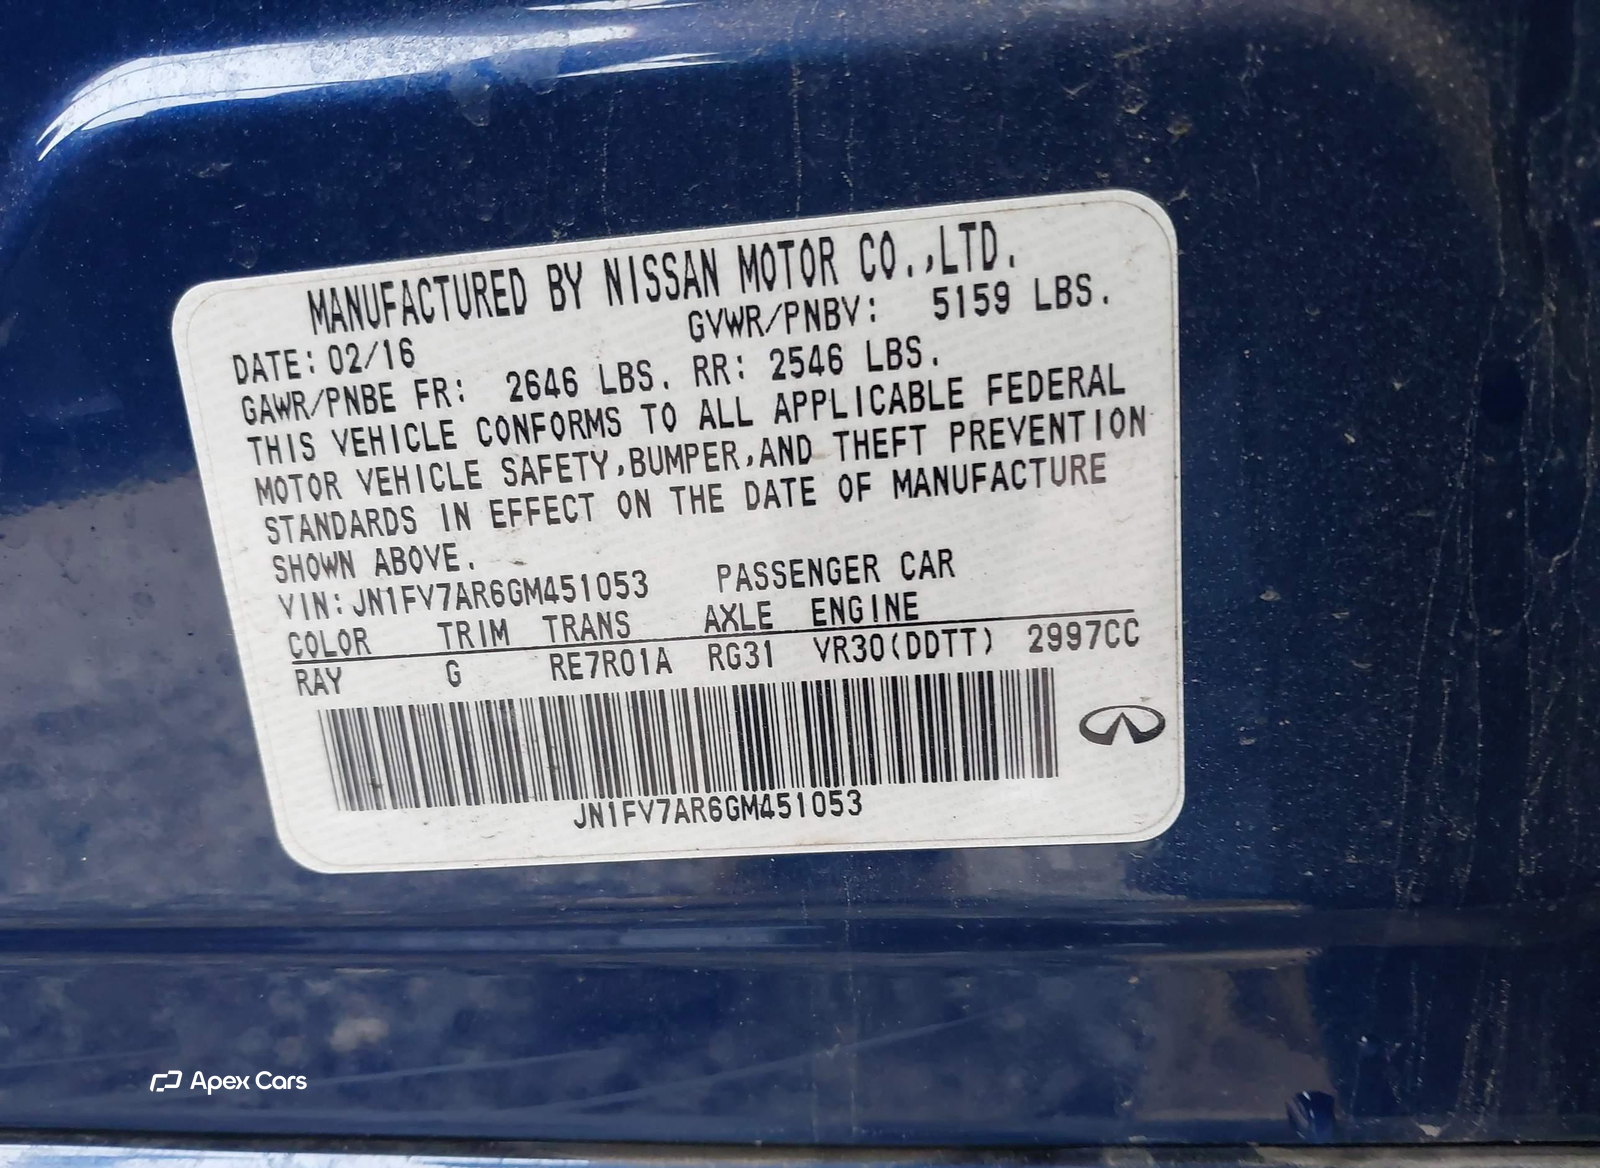 MANUFACTURED BY NISSAN MOTOR CO.,LTD.
DATE: 02/16 GVWR/PNBV: 5159 LBS.
GAWR/PNBE FR: 2646 LBS. RR: 2546 LBS.
THIS VEHICLE CONFORMS TO ALL APPLICABLE FEDERAL
MOTOR VEHICLE SAFETY,BUMPER,AND THEFT PREVENTION
STANDARDS IN EFFECT ON THE DATE OF MANUFACTURE
SHOWN ABOVE.
VIN: JN1FV7AR6GM451053 PASSENGER CAR
COLOR TRIM TRANS AXLE ENGINE
RAY G RE7R01A RG31 VR30(DDTT) 2997CC
JN1FV7AR6GM451053
Apex Cars